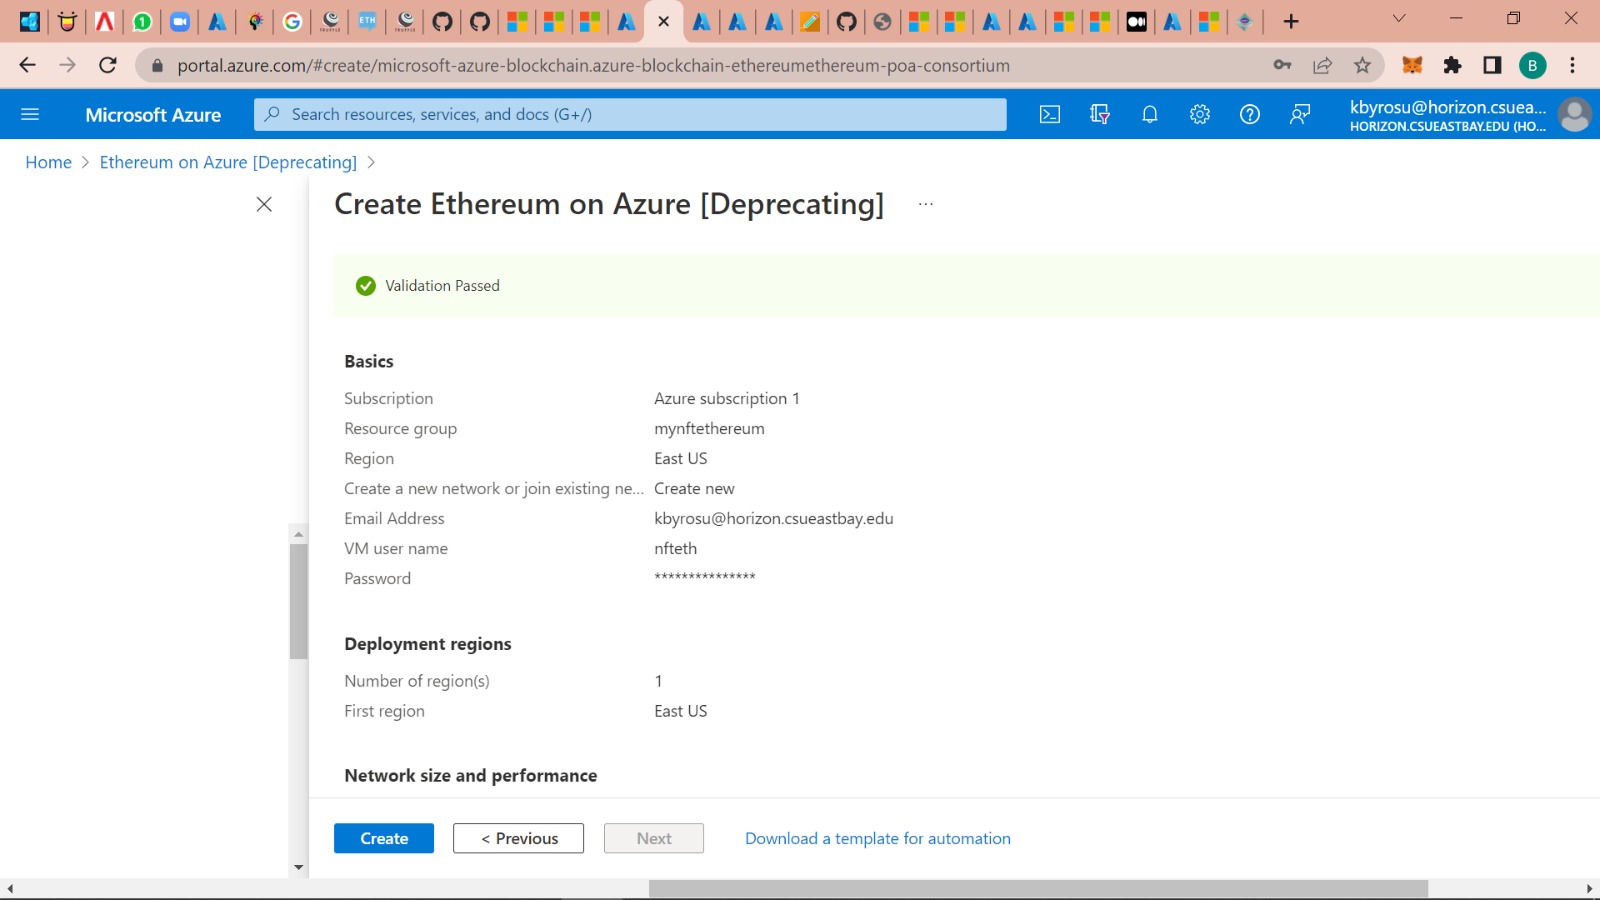 portal.azure.com/#create/microsoft-azure-blockchain.azure-blockchain-ethereumethereum-poa-consortium
B
Microsoft Azure
Search resources, services, and docs (G+/)
kbyrosu@horizon.csuea...
HORIZON.CSUEASTBAY.EDU (HO...
Home > Ethereum on Azure [Deprecating] >
Create Ethereum on Azure [Deprecating] ...
Validation Passed
Basics
Subscription Azure subscription 1
Resource group mynftethereum
Region East US
Create a new network or join existing ne... Create new
Email Address kbyrosu@horizon.csueastbay.edu
VM user name nfteth
Password ***************
Deployment regions
Number of region(s) 1
First region East US
Network size and performance
Create
< Previous
Next
Download a template for automation